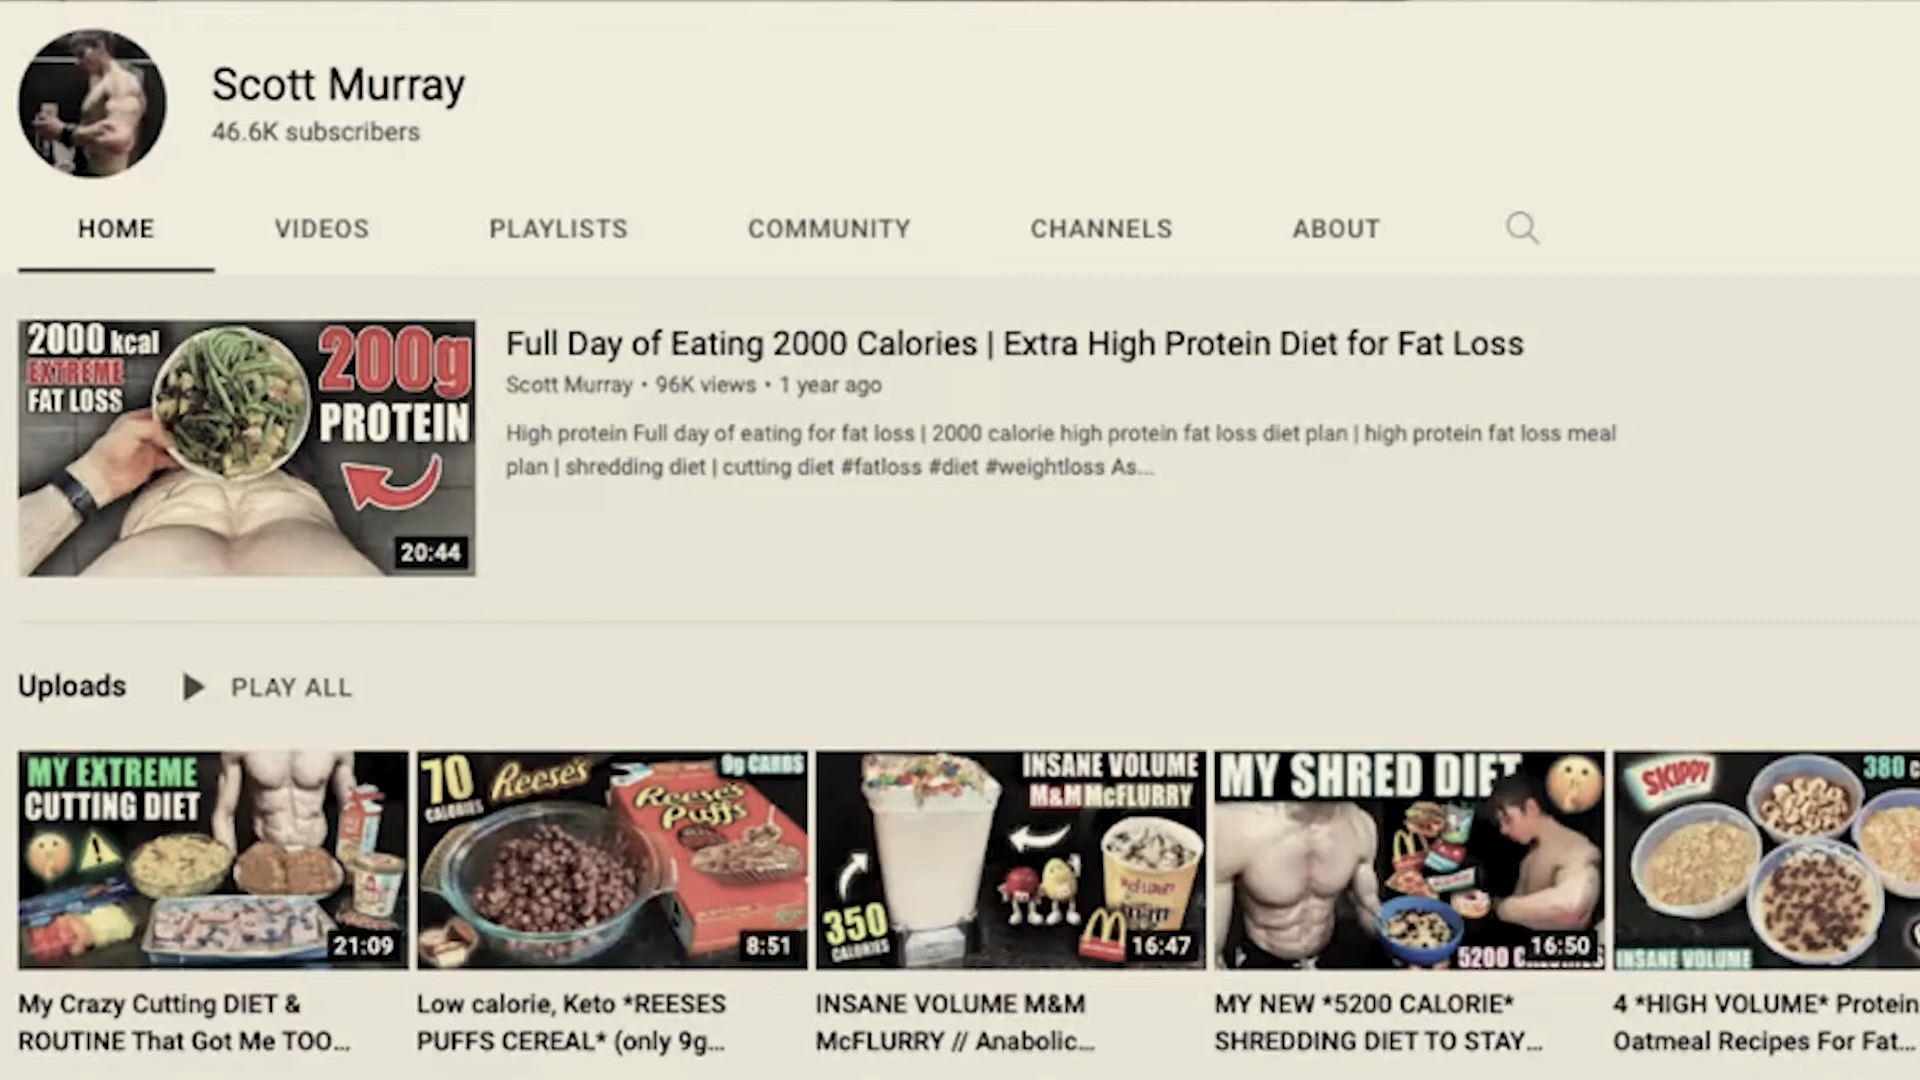 Scott Murray
46.6K subscribers
HOME VIDEOS PLAYLISTS COMMUNITY CHANNELS ABOUT
2000 kcal
EXTREME
FAT LOSS
200g
PROTEIN
20:44
Full Day of Eating 2000 Calories | Extra High Protein Diet for Fat Loss
Scott Murray • 96K views • 1 year ago
High protein Full day of eating for fat loss | 2000 calorie high protein fat loss diet plan | high protein fat loss meal
plan | shredding diet | cutting diet #fatloss #diet #weightloss As...
Uploads PLAY ALL
MY EXTREME
CUTTING DIET
21:09
My Crazy Cutting DIET &
ROUTINE That Got Me TOO...
70
CALORIES
Reese's
9g CARBS
Reese's
Puffs
8:51
Low calorie, Keto *REESES
PUFFS CEREAL* (only 9g...
INSANE VOLUME
M&M McFLURRY
350
CALORIES
16:47
INSANE VOLUME M&M
McFLURRY // Anabolic...
MY SHRED DIET
5200
16:50
MY NEW *5200 CALORIE*
SHREDDING DIET TO STAY...
SKIPPY
380
INSANE VOLUME
4 *HIGH VOLUME* Protein
Oatmeal Recipes For Fat...